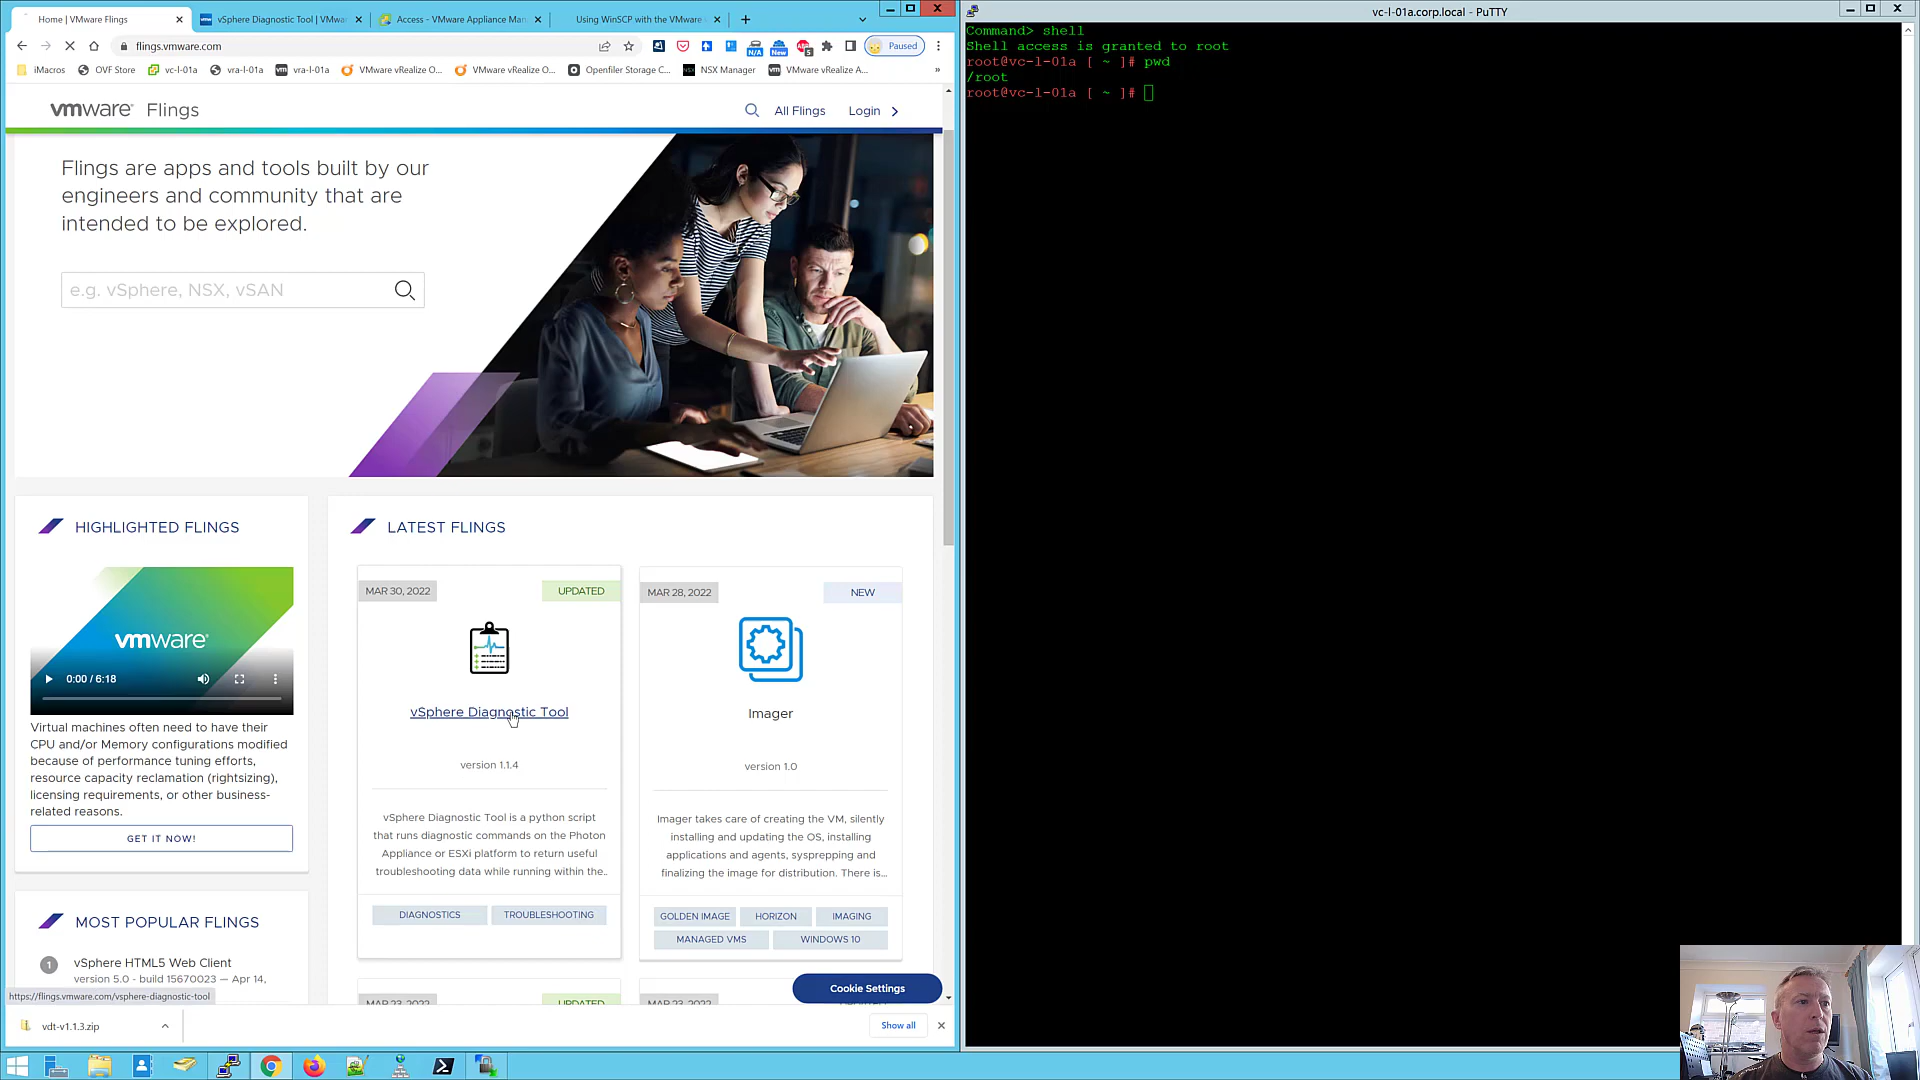 Home | VMware Flings
vSphere Diagnostic Tool | VMwa
Access - VMware Appliance Man
Using WinSCP with the VMware
flings.vmware.com
Paused
iMacros
OVF Store
vc-l-01a
vra-l-01a
vra-l-01a
VMware vRealize O...
VMware vRealize O...
Openfiler Storage C...
NSX Manager
VMware vRealize A...
»
vmware® Flings
All Flings
Login
Flings are apps and tools built by our
engineers and community that are
intended to be explored.
e.g. vSphere, NSX, vSAN
HIGHLIGHTED FLINGS
vmware®
0:00 / 6:18
Virtual machines often need to have their
CPU and/or Memory configurations modified
because of performance tuning efforts,
resource capacity reclamation (rightsizing),
licensing requirements, or other business-
related reasons.
GET IT NOW!
MOST POPULAR FLINGS
1
vSphere HTML5 Web Client
version 5.0 - build 15670023 — Apr 14,
LATEST FLINGS
MAR 30, 2022
UPDATED
vSphere Diagnostic Tool
version 1.1.4
vSphere Diagnostic Tool is a python script
that runs diagnostic commands on the Photon
Appliance or ESXi platform to return useful
troubleshooting data while running within the..
DIAGNOSTICS
TROUBLESHOOTING
MAR 28, 2022
NEW
Imager
version 1.0
Imager takes care of creating the VM, silently
installing and updating the OS, installing
applications and agents, sysprepping and
finalizing the image for distribution. There is...
GOLDEN IMAGE
HORIZON
IMAGING
MANAGED VMS
WINDOWS 10
MAR 23, 2022
UPDATED
MAR 23, 2022
Cookie Settings
https://flings.vmware.com/vsphere-diagnostic-tool
vdt-v1.1.3.zip
Show all
vc-l-01a.corp.local - PuTTY
Command> shell
Shell access is granted to root
root@vc-l-01a [ ~ ]# pwd
/root
root@vc-l-01a [ ~ ]#